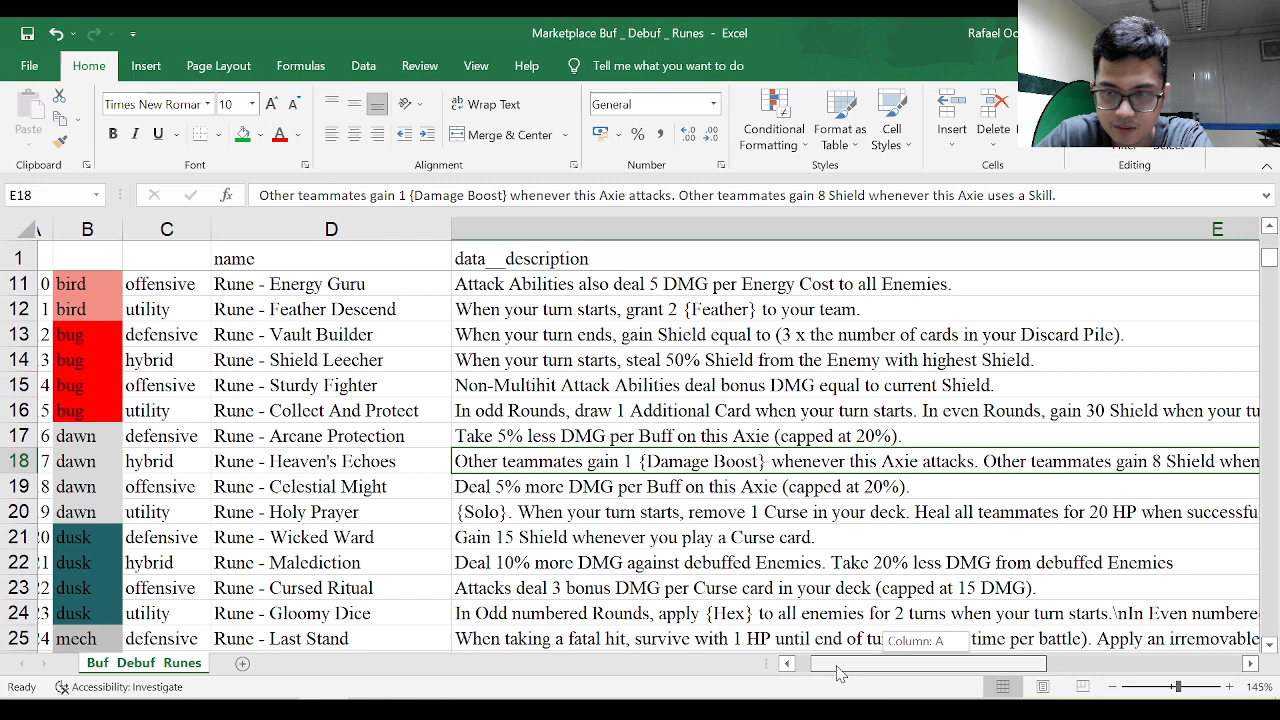 Marketplace Buf _ Debuf _ Runes - Excel
Rafael Oc
File Home Insert Page Layout Formulas Data Review View Help Tell me what you want to do
Paste
Times New Romar 10
B I U A
Wrap Text
Merge & Center
General
% ,
Conditional Formatting
Format as Table
Cell Styles
Insert
Delete
Clipboard Font Alignment Number Styles Cells Editing
E18 fx Other teammates gain 1 {Damage Boost} whenever this Axie attacks. Other teammates gain 8 Shield whenever this Axie uses a Skill.
B C D E
1 name data__description
11 0 bird offensive Rune - Energy Guru Attack Abilities also deal 5 DMG per Energy Cost to all Enemies.
12 1 bird utility Rune - Feather Descend When your turn starts, grant 2 {Feather} to your team.
13 2 bug defensive Rune - Vault Builder When your turn ends, gain Shield equal to (3 x the number of cards in your Discard Pile).
14 3 bug hybrid Rune - Shield Leecher When your turn starts, steal 50% Shield from the Enemy with highest Shield.
15 4 bug offensive Rune - Sturdy Fighter Non-Multihit Attack Abilities deal bonus DMG equal to current Shield.
16 5 bug utility Rune - Collect And Protect In odd Rounds, draw 1 Additional Card when your turn starts. In even Rounds, gain 30 Shield when your tu
17 6 dawn defensive Rune - Arcane Protection Take 5% less DMG per Buff on this Axie (capped at 20%).
18 7 dawn hybrid Rune - Heaven's Echoes Other teammates gain 1 {Damage Boost} whenever this Axie attacks. Other teammates gain 8 Shield when
19 8 dawn offensive Rune - Celestial Might Deal 5% more DMG per Buff on this Axie (capped at 20%).
20 9 dawn utility Rune - Holy Prayer {Solo}. When your turn starts, remove 1 Curse in your deck. Heal all teammates for 20 HP when successfu
21 20 dusk defensive Rune - Wicked Ward Gain 15 Shield whenever you play a Curse card.
22 21 dusk hybrid Rune - Malediction Deal 10% more DMG against debuffed Enemies. Take 20% less DMG from debuffed Enemies
23 22 dusk offensive Rune - Cursed Ritual Attacks deal 3 bonus DMG per Curse card in your deck (capped at 15 DMG).
24 23 dusk utility Rune - Gloomy Dice In Odd numbered Rounds, apply {Hex} to all enemies for 2 turns when your turn starts.\nIn Even numbere
25 24 mech defensive Rune - Last Stand When taking a fatal hit, survive with 1 HP until end of tu time per battle). Apply an irremovable
Column: A
Buf_Debuf_Runes
Ready Accessibility: Investigate 145%